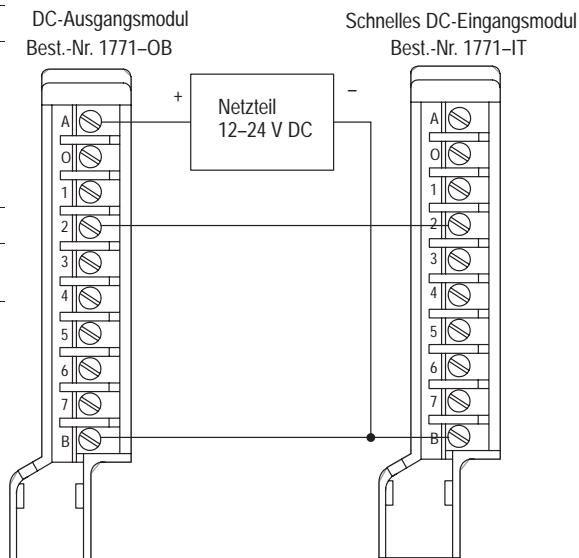 DC-Ausgangsmodul
Best.-Nr. 1771–OB
Schnelles DC-Eingangsmodul
Best.-Nr. 1771–IT
+
–
Netzteil
12–24 V DC
A
O
1
2
3
4
5
6
7
B
A
O
1
2
3
4
5
6
7
B